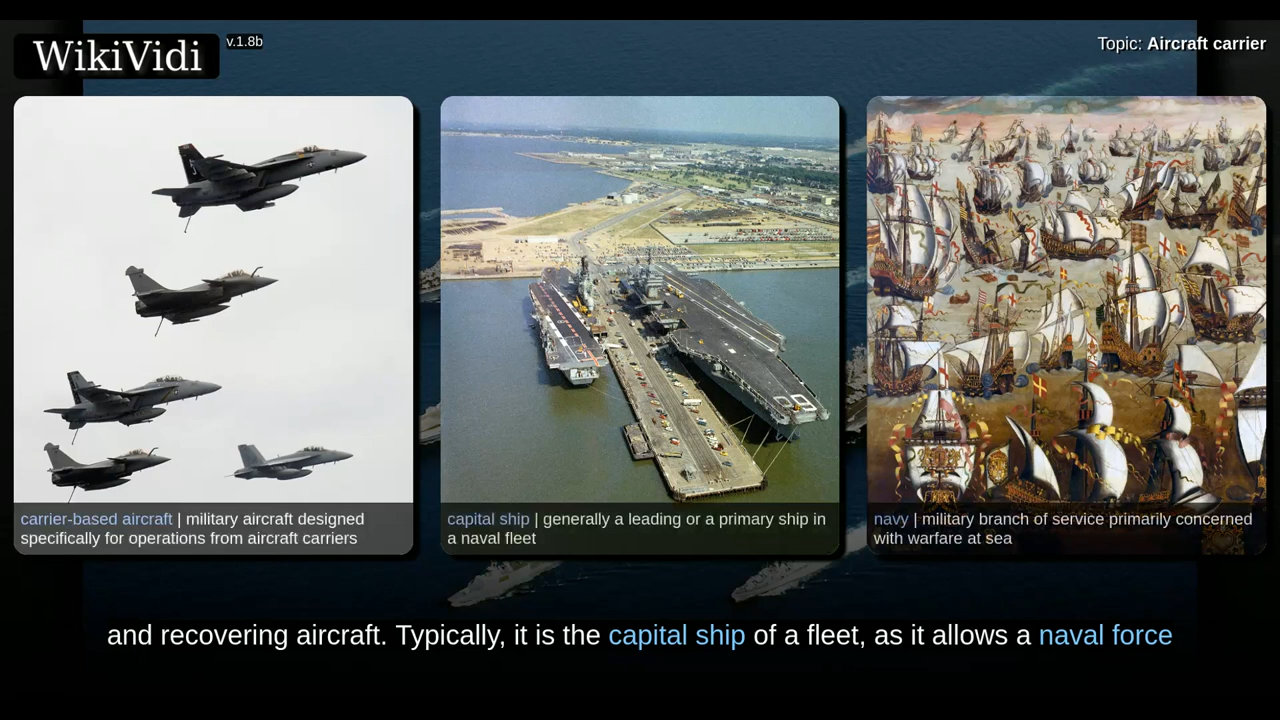 WikiVidi
v.1.8b
Topic: Aircraft carrier
carrier-based aircraft | military aircraft designed
specifically for operations from aircraft carriers
capital ship | generally a leading or a primary ship in
a naval fleet
navy | military branch of service primarily concerned
with warfare at sea
and recovering aircraft. Typically, it is the capital ship of a fleet, as it allows a naval force